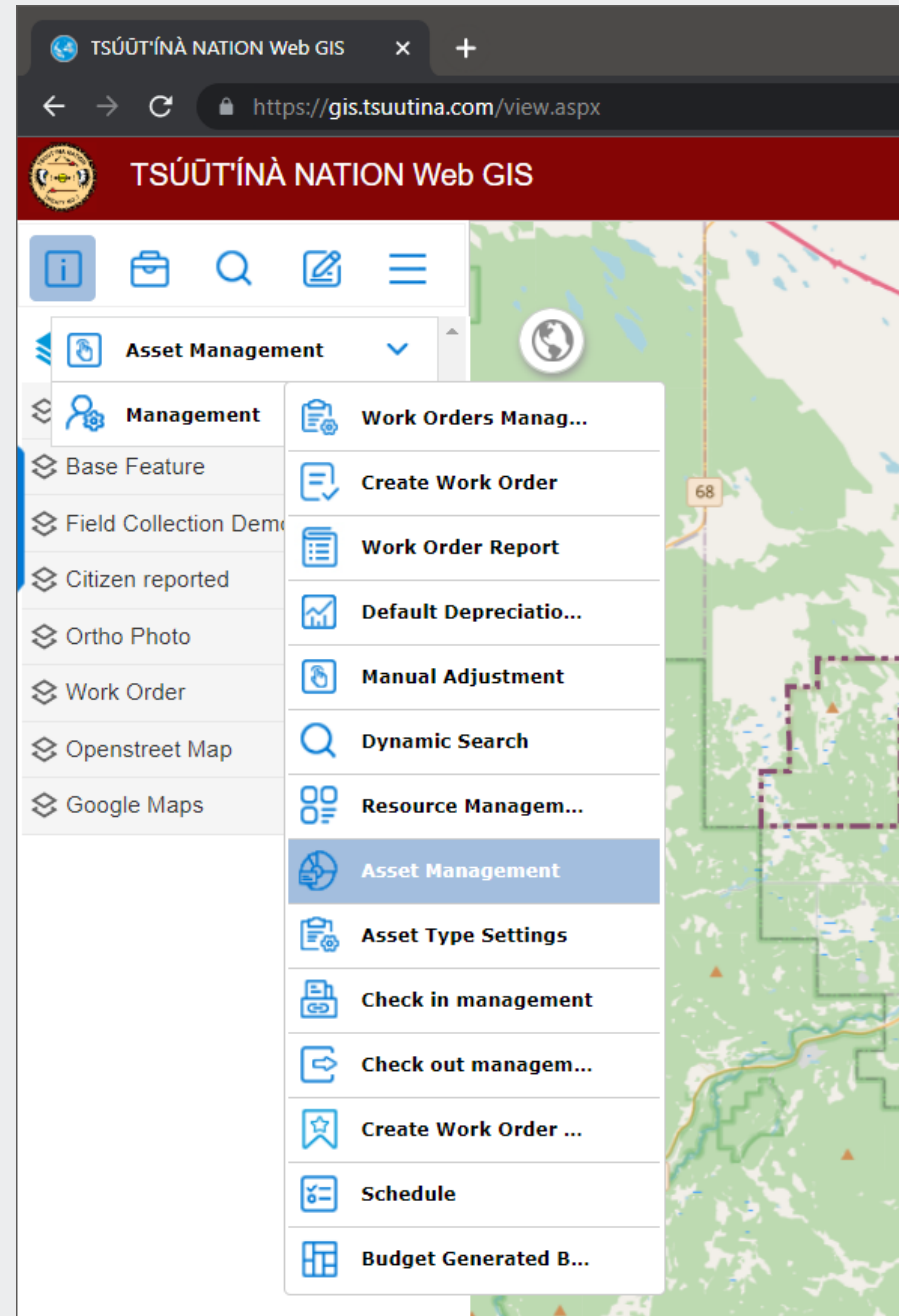 TSÚŪT'ÍNÀ NATION Web GIS
https://gis.tsuutina.com/view.aspx
TSÚŪT'ÍNÀ NATION Web GIS
Asset Management
Management
Base Feature
Field Collection Dem
Citizen reported
Ortho Photo
Work Order
Openstreet Map
Google Maps
Work Orders Manag...
Create Work Order
Work Order Report
Default Depreciatio...
Manual Adjustment
Dynamic Search
Resource Managem...
Asset Management
Asset Type Settings
Check in management
Check out managem...
Create Work Order ...
Schedule
Budget Generated B...
68